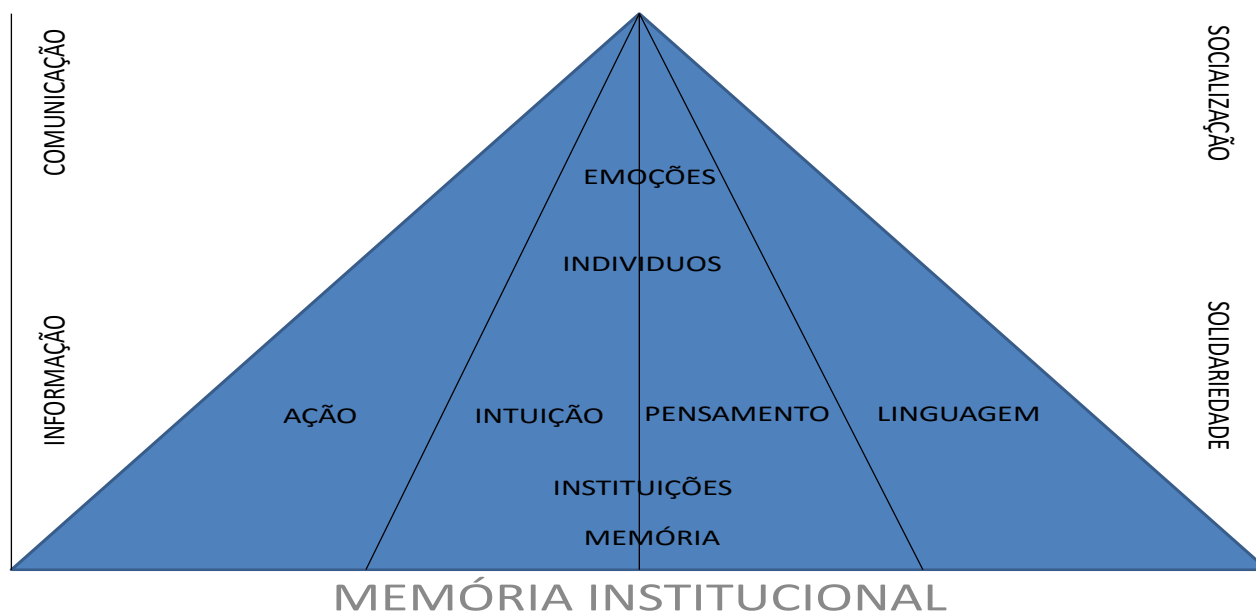 COMUNICAÇÃO
SOCIALIZAÇÃO
EMOÇÕES
INDIVIDUOS
INFORMAÇÃO
SOLIDARIEDADE
AÇÃO
INTUIÇÃO
PENSAMENTO
LINGUAGEM
INSTITUIÇÕES
MEMÓRIA
MEMÓRIA INSTITUCIONAL